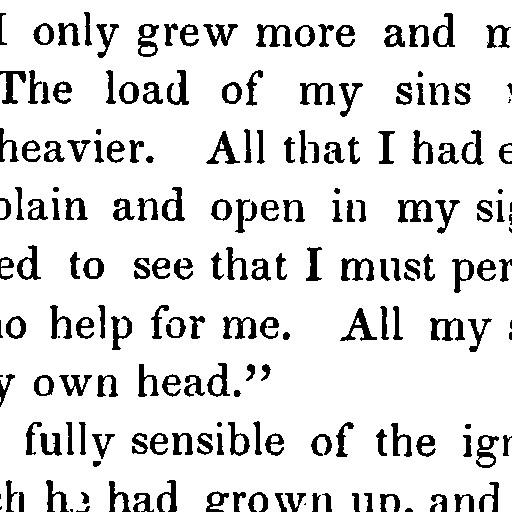 I only grew more and m
The load of my sins
heavier. All that I had e
plain and open in my sig
ed to see that I must per
no help for me. All my s
y own head.”
fully sensible of the ign
ch he had grown up, and